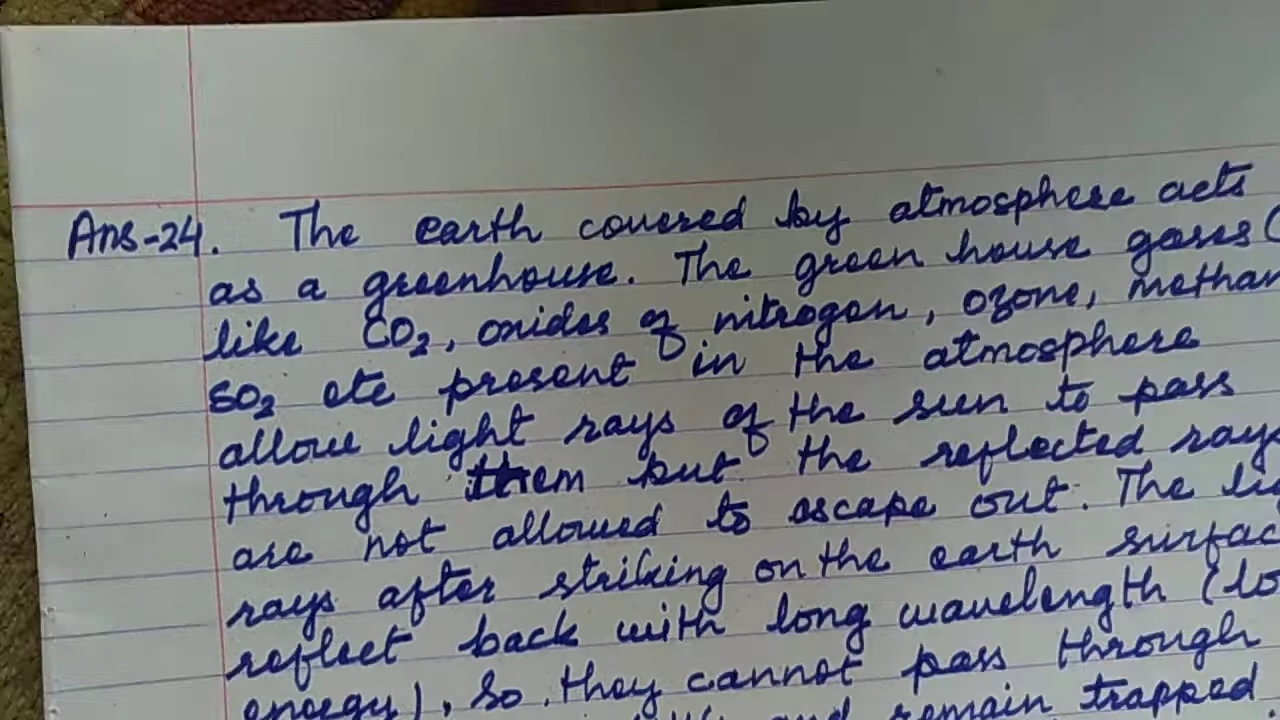 Ans-24. The earth covered by atmosphere acts
as a greenhouse. The green house gases (
like CO2, oxides of nitrogen, ozone, methan
SO2 etc present in the atmosphere
allow light rays of the sun to pass
through them but the reflected rays
are not allowed to escape out. The
rays after striking on the earth surfac
reflect back with long wavelength (lo
energy), so they cannot pass through
and remain trapped